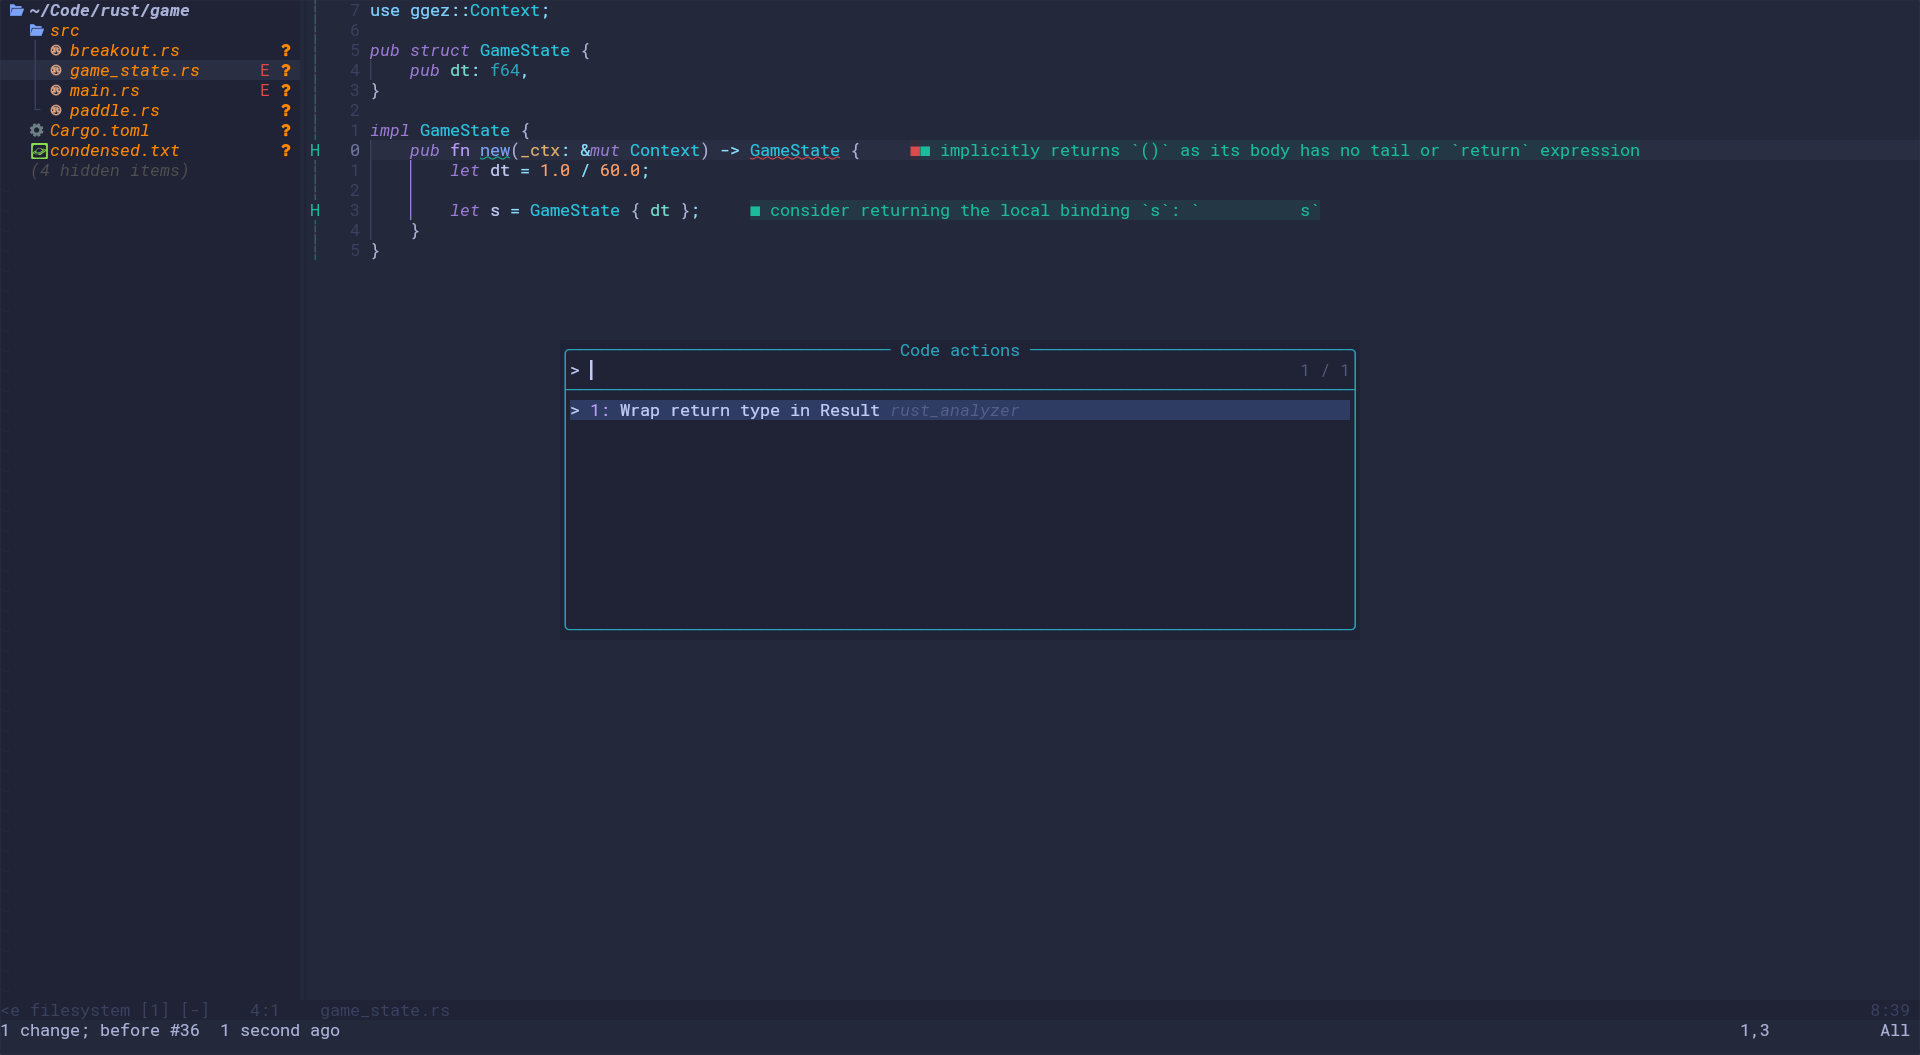 ~/Code/rust/game
src
breakout.rs ?
game_state.rs E ?
main.rs E ?
paddle.rs ?
Cargo.toml ?
condensed.txt ?
(4 hidden items)
7 use ggez::Context;
6
5 pub struct GameState {
4     pub dt: f64,
3 }
2
1 impl GameState {
H 0     pub fn new(_ctx: &mut Context) -> GameState {     ■■ implicitly returns `()` as its body has no tail or `return` expression
1         let dt = 1.0 / 60.0;
2
H 3         let s = GameState { dt };     ■ consider returning the local binding `s`: `          s`
4     }
5 }
Code actions
> 1 / 1
> 1: Wrap return type in Result rust_analyzer
<e filesystem [1] [-]    4:1    game_state.rs    8:39
1 change; before #36  1 second ago    1,3    All